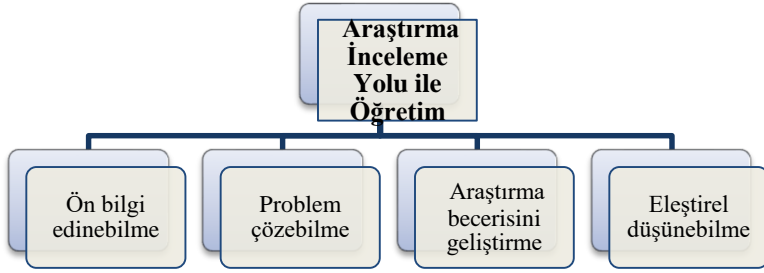 Araştırma
İnceleme
Yolu ile
Öğretim
Ön bilgi
edinebilme
Problem
çözebilme
Araştırma
becerisini
geliştirme
Eleştirel
düşünebilme